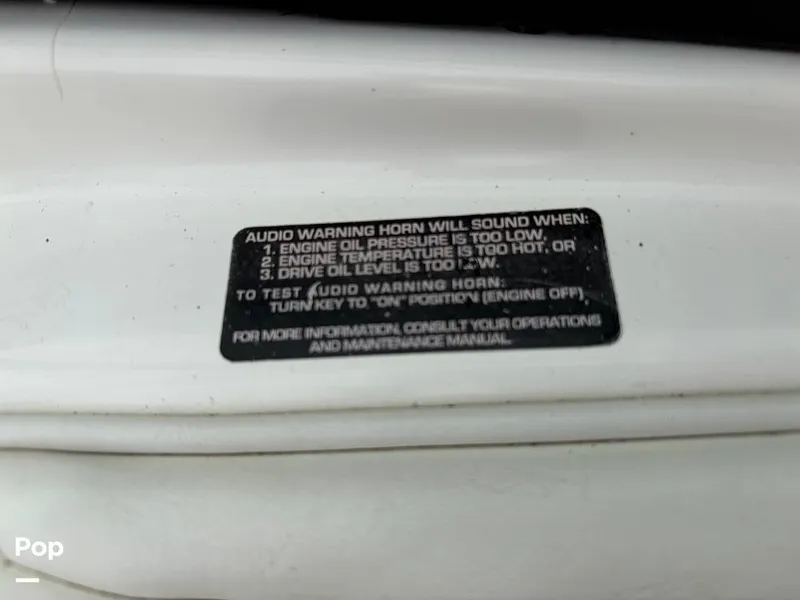 AUDIO WARNING HORN WILL SOUND WHEN:
1. ENGINE OIL PRESSURE IS TOO LOW,
2. ENGINE TEMPERATURE IS TOO HOT, OR
3. DRIVE OIL LEVEL IS TOO LOW.
TO TEST AUDIO WARNING HORN:
TURN KEY TO "ON" POSITION (ENGINE OFF),
FOR MORE INFORMATION, CONSULT YOUR OPERATIONS
AND MAINTENANCE MANUAL.
Pop